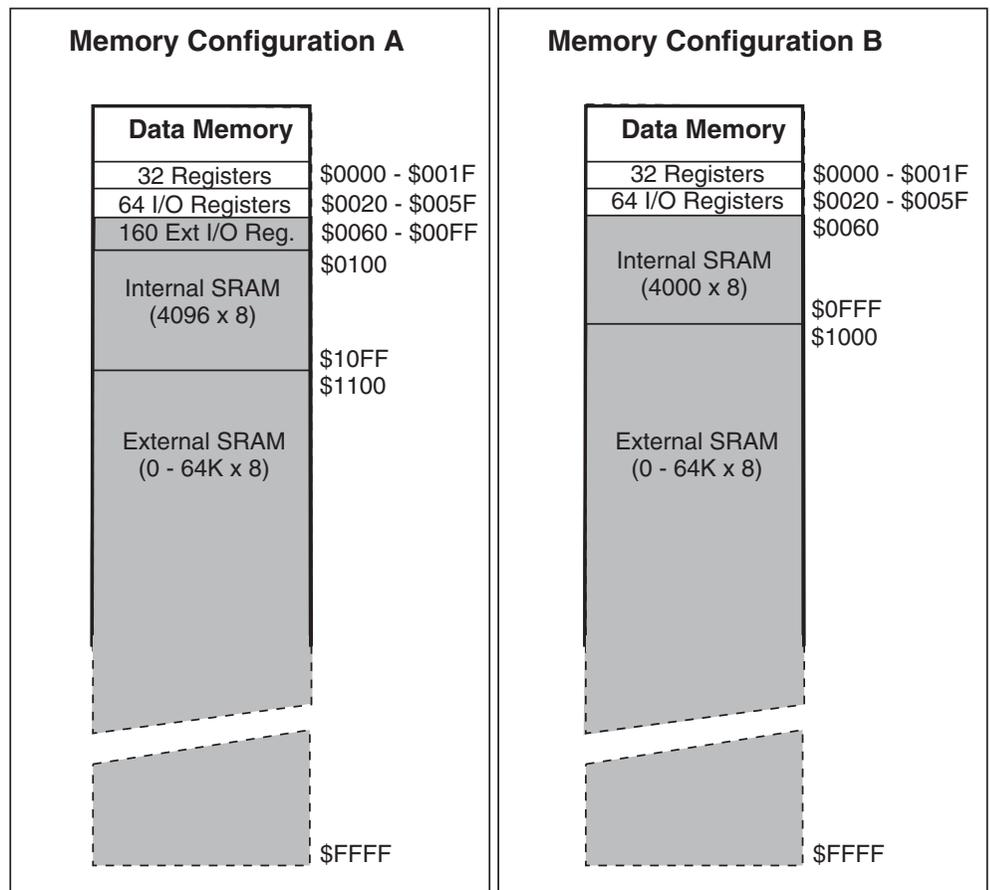 Memory Configuration A
Data Memory
32 Registers
$0000 - $001F
64 I/O Registers
$0020 - $005F
160 Ext I/O Reg.
$0060 - $00FF
$0100
Internal SRAM
(4096 x 8)
$10FF
$1100
External SRAM
(0 - 64K x 8)
$FFFF
Memory Configuration B
Data Memory
32 Registers
$0000 - $001F
64 I/O Registers
$0020 - $005F
$0060
Internal SRAM
(4000 x 8)
$0FFF
$1000
External SRAM
(0 - 64K x 8)
$FFFF